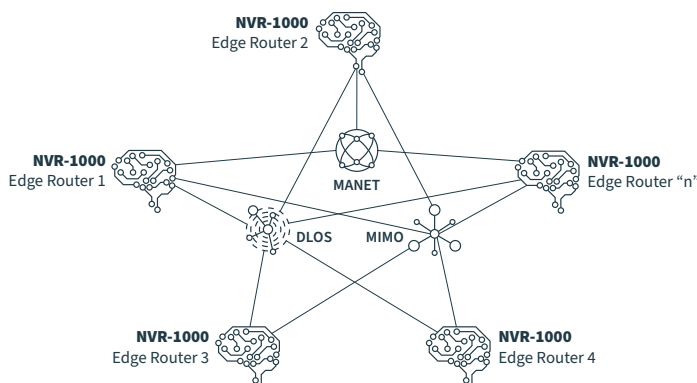 NVR-1000
Edge Router 2
NVR-1000
Edge Router 1
MANET
NVR-1000
Edge Router “n”
DLOS
MIMO
NVR-1000
Edge Router 3
NVR-1000
Edge Router 4